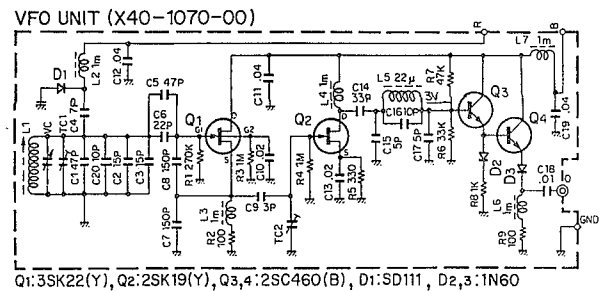 VFO UNIT (X40-1070-00)
R
B
L7 1m
D1
L2 1m
C12 .04
C5 47P
C4 7P
C6 22P
C11 .04
L4 1m
C14 33P
L5 22μ
C16 10P
3V
R7 47K
Q3
Q4
C19 .04
L1
VC
TC1
C1 47P
C20 10P
C2 15P
C3 15P
C8 150P
Q1
G1
G2
D
S
R1 270K
R3 1M
C10 .02
Q2
D
S
R4 1M
C13 .02
R5 330
C15 5P
C17 5P
R6 33K
D2
D3
C18 .01
O
C7 150P
L3 1m
R2 100
C9 3P
TC2
R8 1K
L6 1m
R9 100
GND
Q1:3SK22(Y), Q2:2SK19(Y), Q3,4:2SC460(B), D1:SD111, D2,3:1N60